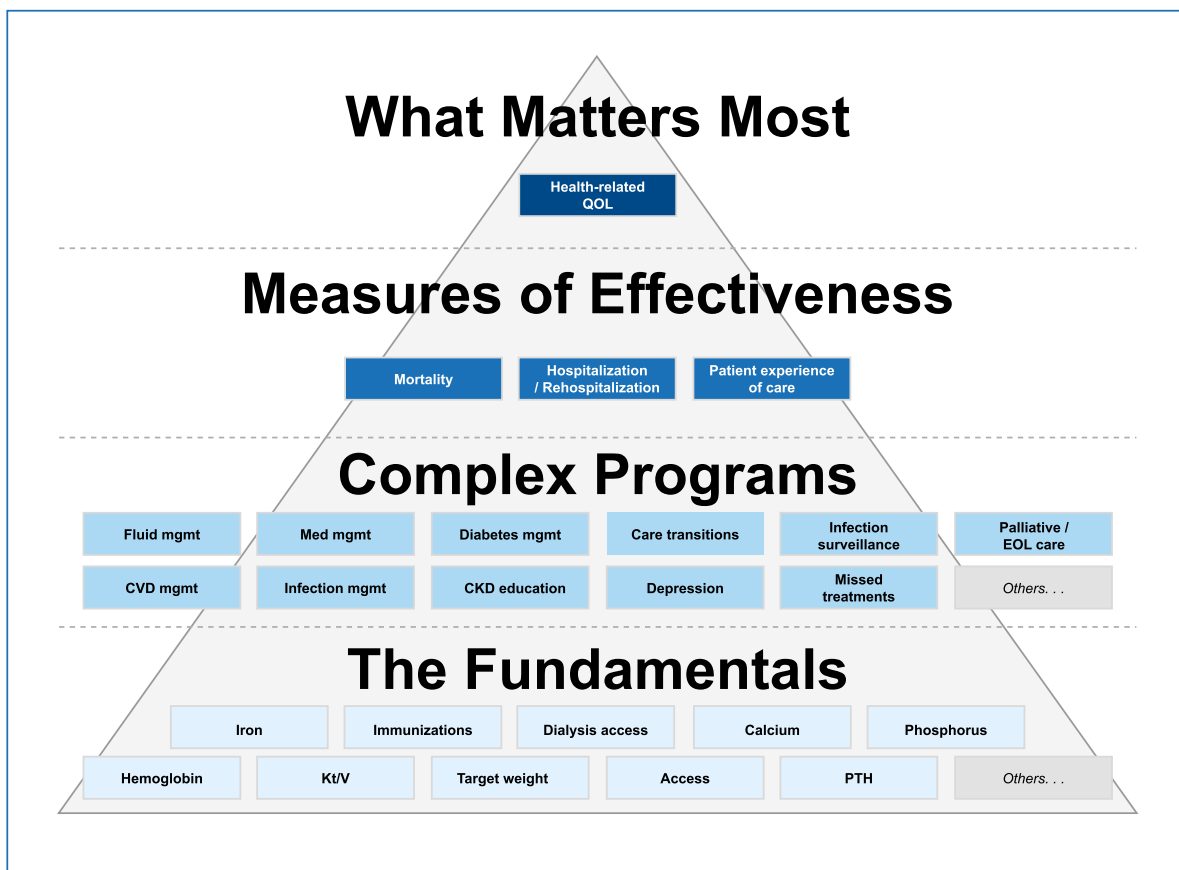 What Matters Most
Health-related
QOL
Measures of Effectiveness
Mortality
Hospitalization
/ Rehospitalization
Patient experience
of care
Complex Programs
Fluid mgmt
Med mgmt
Diabetes mgmt
Care transitions
Infection
surveillance
Palliative /
EOL care
CVD mgmt
Infection mgmt
CKD education
Depression
Missed
treatments
Others. . .
The Fundamentals
Iron
Immunizations
Dialysis access
Calcium
Phosphorus
Hemoglobin
Kt/V
Target weight
Access
PTH
Others. . .